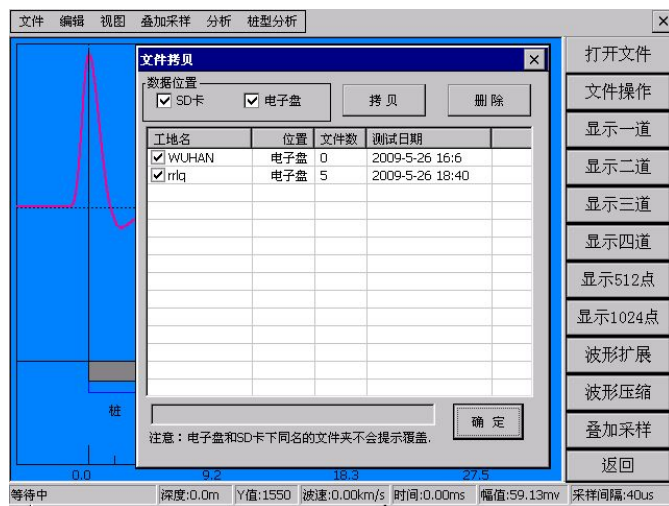 文件 编辑 视图 叠加采样 分析 桩型分析
文件拷贝
数据位置
SD卡 电子盘 拷贝 删除
工地名 位置 文件数 测试日期
WUHAN 电子盘 0 2009-5-26 16:6
rrlq 电子盘 5 2009-5-26 18:40
注意：电子盘和SD卡下同名的文件夹不会提示覆盖.
确定
桩
0.0 9.2 18.3 27.5
打开文件
文件操作
显示一道
显示二道
显示三道
显示四道
显示512点
显示1024点
波形扩展
波形压缩
叠加采样
返回
等待中 深度:0.0m Y值:1550 波速:0.00km/s 时间:0.00ms 幅值:59.13mv 采样间隔:40us